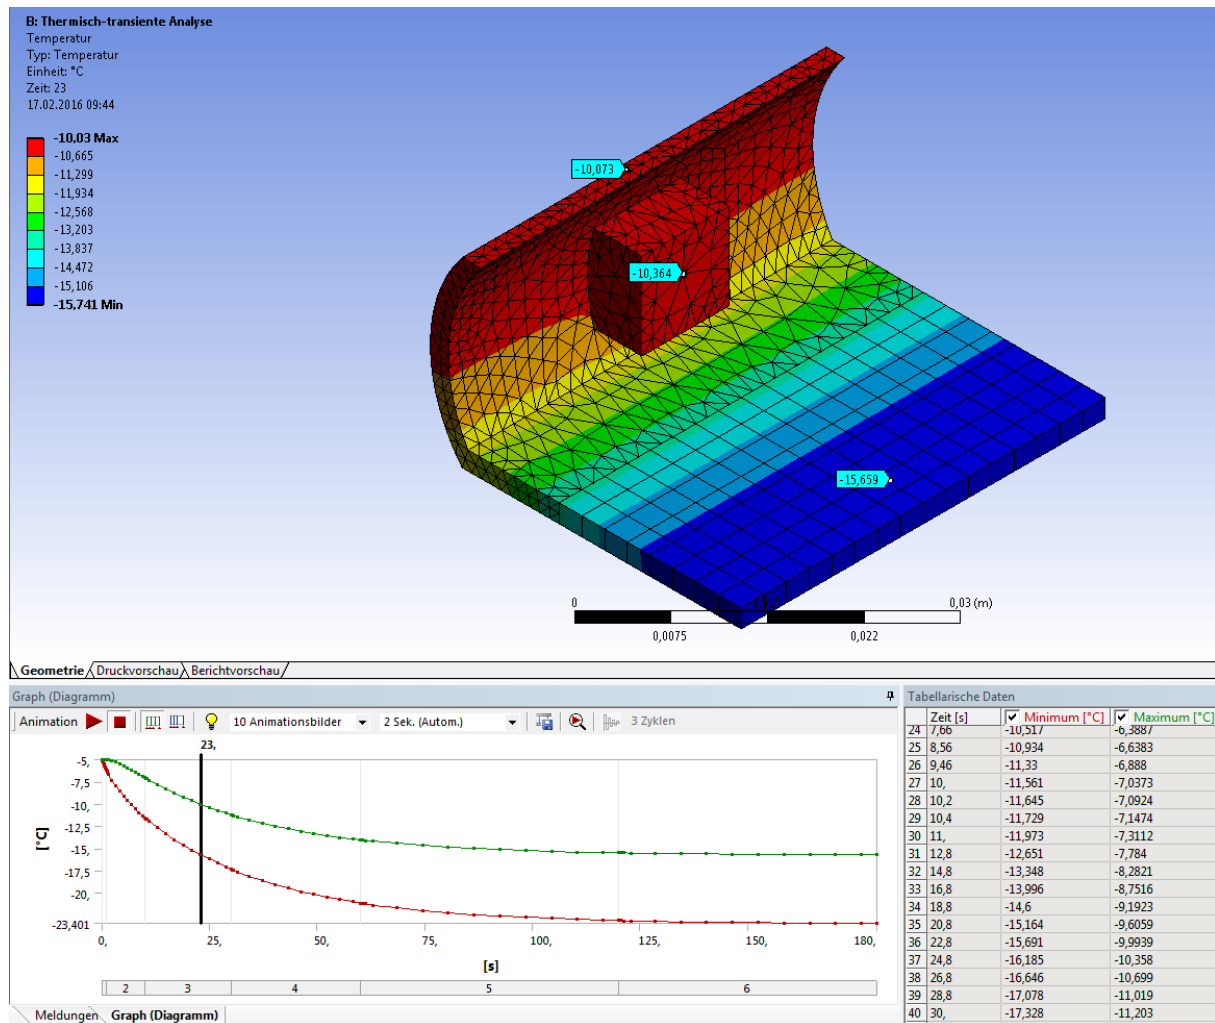 B: Thermisch-transiente Analyse
Temperatur
Typ: Temperatur
Einheit: °C
Zeit: 23
17.02.2016 09:44
-10,03 Max
-10,665
-11,299
-11,934
-12,568
-13,203
-13,837
-14,472
-15,106
-15,741 Min
-10,073
-10,364
-15,659
0
0,03 (m)
0,0075
0,022
Geometrie
Druckvorschau
Berichtvorschau
Graph (Diagramm)
Animation
10 Animationsbilder
2 Sek. (Autom.)
3 Zyklen
23,
-5,
-7,5
-10,
-12,5
-15,
-17,5
-20,
-23,401
[°C]
0,
25,
50,
75,
100,
125,
150,
180,
[s]
2
3
4
5
6
Meldungen
Graph (Diagramm)
Tabellarische Daten
Zeit [s] Minimum [°C] Maximum [°C]
24 7,66 -10,517 -6,3887
25 8,56 -10,934 -6,6383
26 9,46 -11,33 -6,888
27 10, -11,561 -7,0373
28 10,2 -11,645 -7,0924
29 10,4 -11,729 -7,1474
30 11, -11,973 -7,3112
31 12,8 -12,651 -7,784
32 14,8 -13,348 -8,2821
33 16,8 -13,996 -8,7516
34 18,8 -14,6 -9,1923
35 20,8 -15,164 -9,6059
36 22,8 -15,691 -9,9939
37 24,8 -16,185 -10,358
38 26,8 -16,646 -10,699
39 28,8 -17,078 -11,019
40 30, -17,328 -11,203